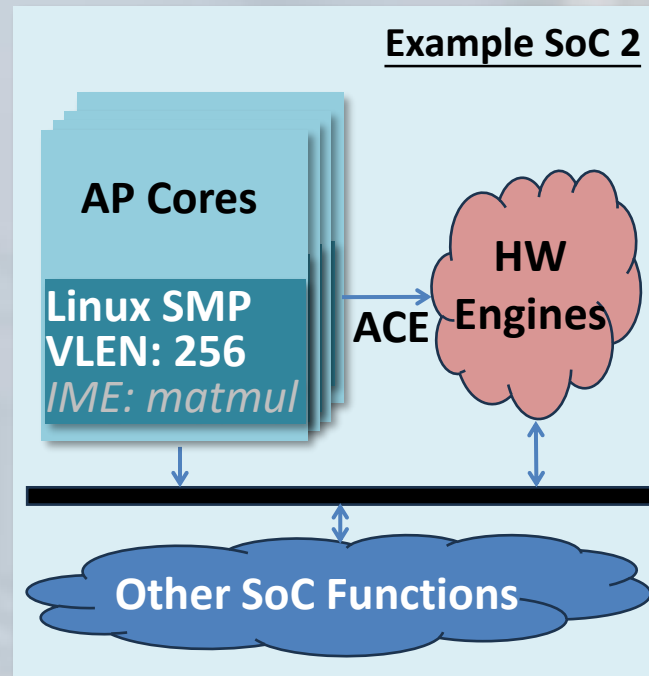 Example SoC 2
AP Cores
Linux SMP
VLEN: 256
IME: matmul
ACE
HW
Engines
Other SoC Functions